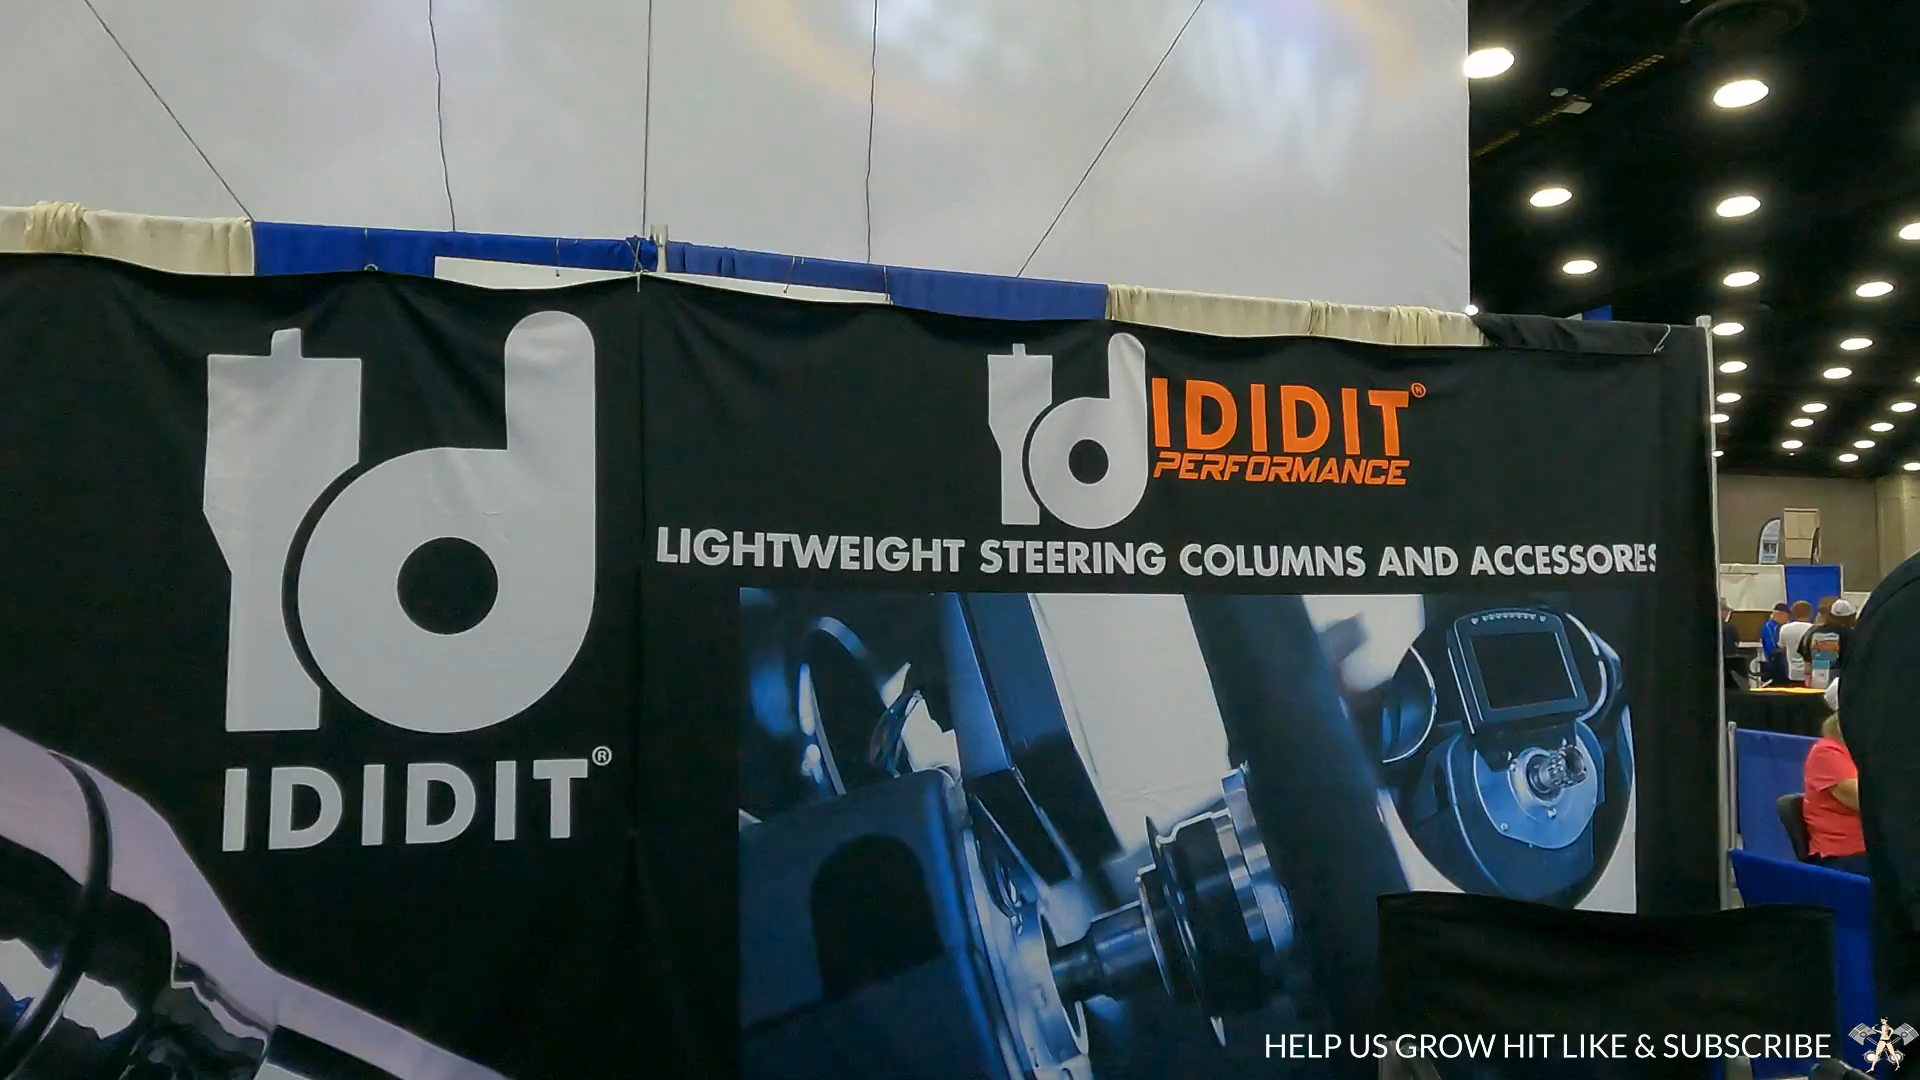 IDIDIT®
IDIDIT®
PERFORMANCE
LIGHTWEIGHT STEERING COLUMNS AND ACCESSORES
HELP US GROW HIT LIKE & SUBSCRIBE